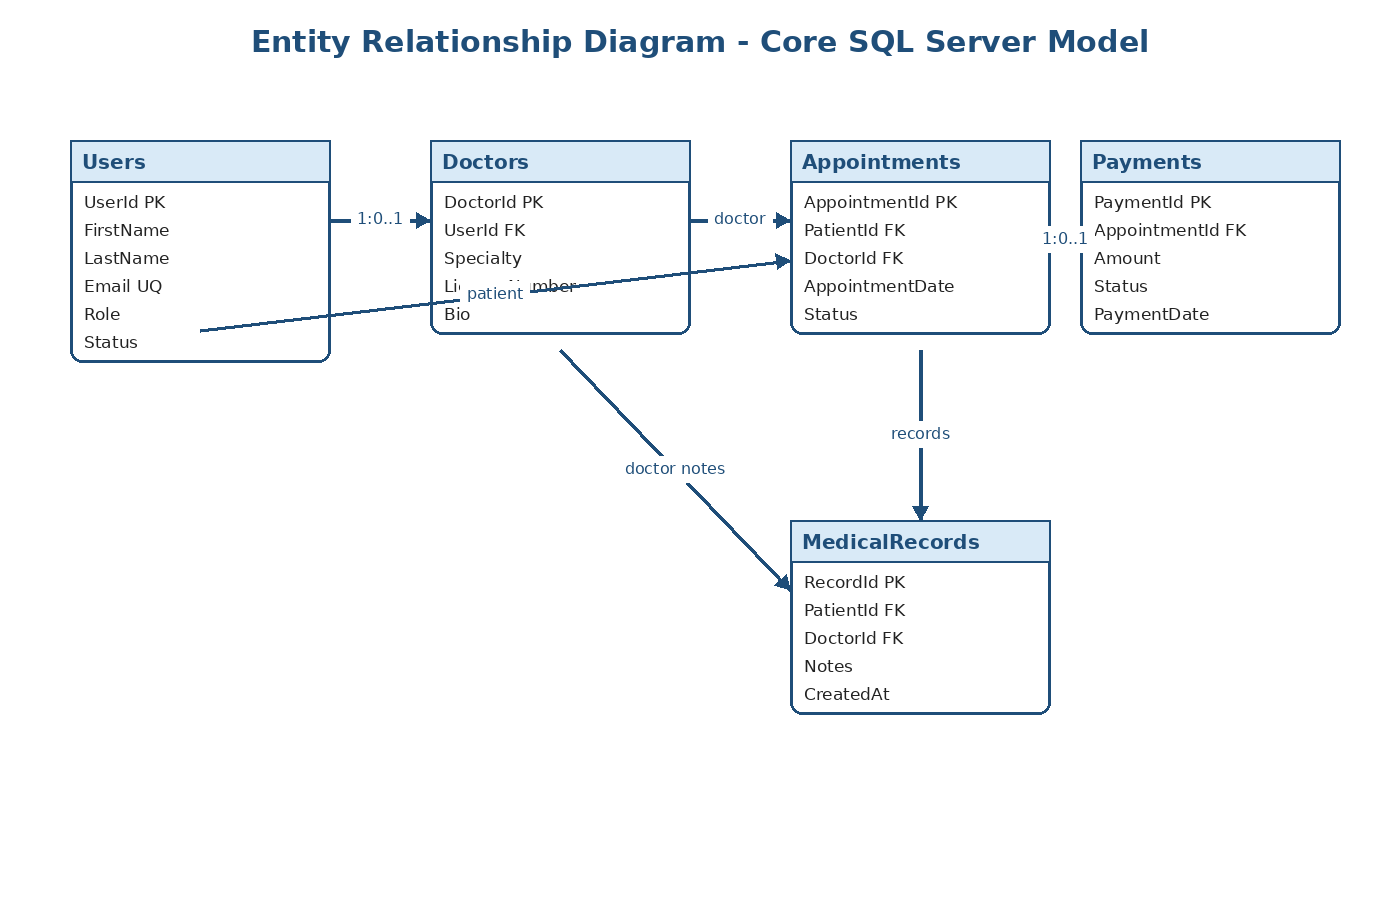 Entity Relationship Diagram - Core SQL Server Model
Users
UserId PK
FirstName
LastName
Email UQ
Role
Status
1:0..1
Doctors
DoctorId PK
UserId FK
Specialty
Bio
patient
doctor
Appointments
AppointmentId PK
PatientId FK
DoctorId FK
AppointmentDate
Status
1:0..1
Payments
PaymentId PK
AppointmentId FK
Amount
Status
PaymentDate
doctor notes
records
MedicalRecords
RecordId PK
PatientId FK
DoctorId FK
Notes
CreatedAt